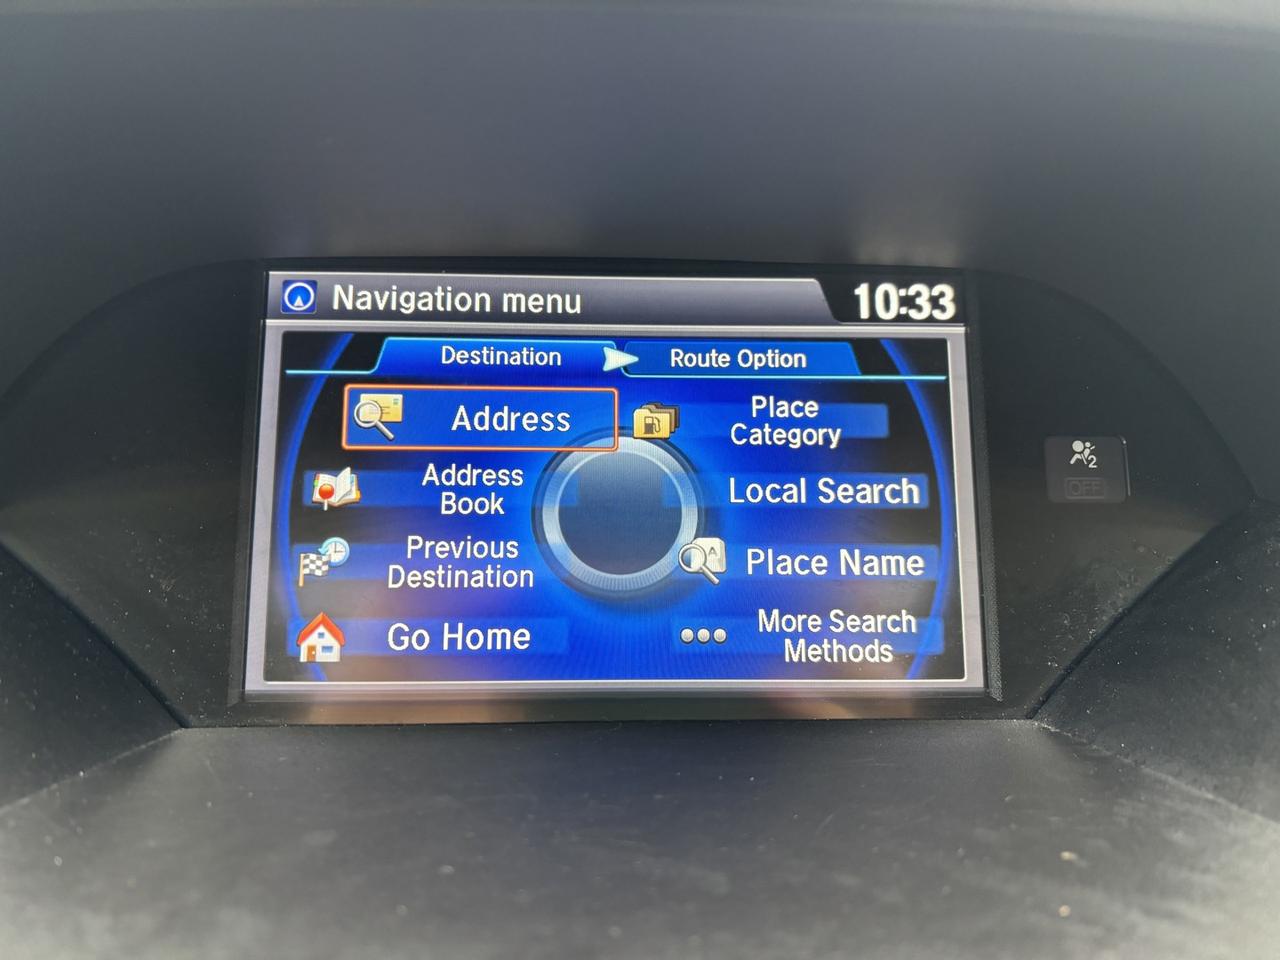 Navigation menu
10:33
Destination
Route Option
Address
Place
Category
Address
Book
Local Search
Previous
Destination
Place Name
Go Home
More Search
Methods
2
OFF
A